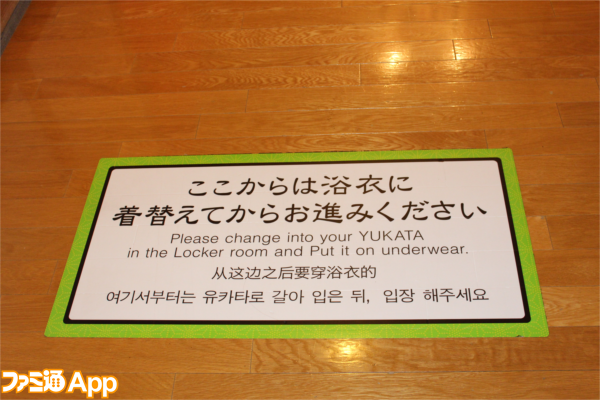 ここからは浴衣に
着替えてからお進みください
Please change into your YUKATA
in the Locker room and Put it on underwear.
从这边之后要穿浴衣的
여기서부터는 유카타로 갈아 입은 뒤, 입장 해주세요
ファミ通App